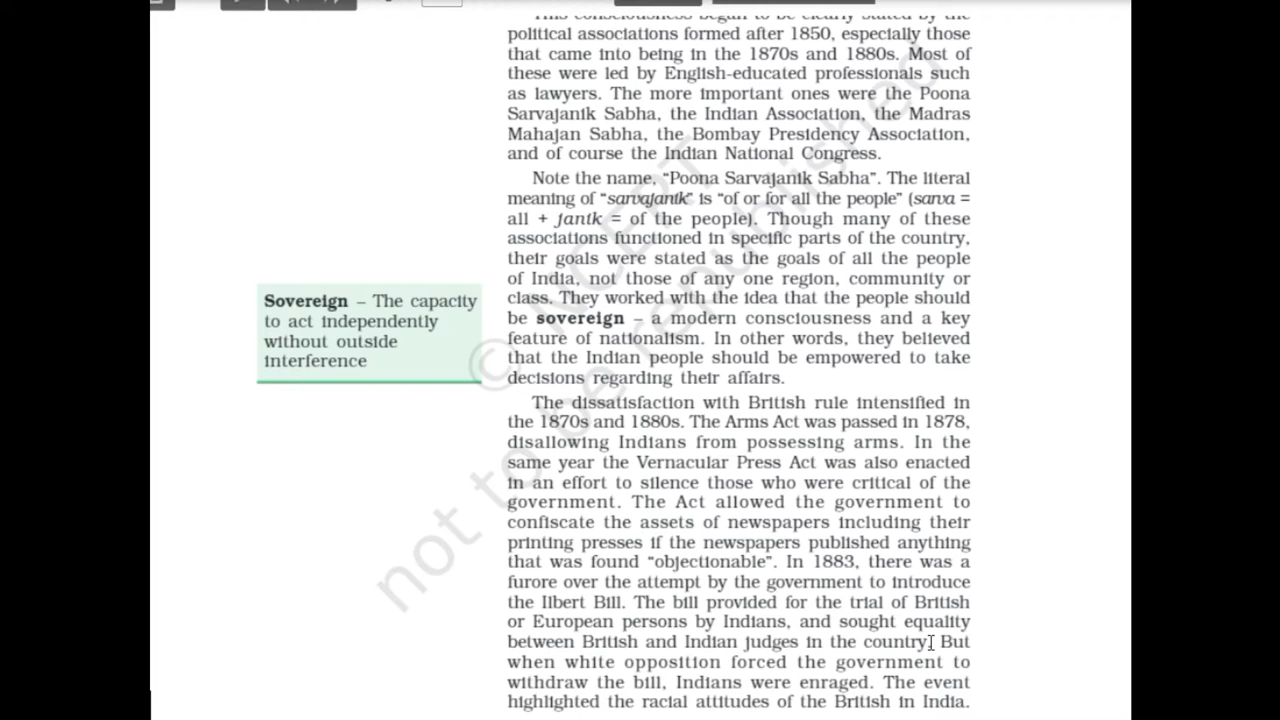 This consciousness began to be clearly stated by the
political associations formed after 1850, especially those
that came into being in the 1870s and 1880s. Most of
these were led by English-educated professionals such
as lawyers. The more important ones were the Poona
Sarvajanik Sabha, the Indian Association, the Madras
Mahajan Sabha, the Bombay Presidency Association,
and of course the Indian National Congress.
Note the name, “Poona Sarvajanik Sabha”. The literal
meaning of “sarvajanik” is “of or for all the people” (sarva =
all + janik = of the people). Though many of these
associations functioned in specific parts of the country,
their goals were stated as the goals of all the people
of India, not those of any one region, community or
class. They worked with the idea that the people should
be sovereign – a modern consciousness and a key
feature of nationalism. In other words, they believed
that the Indian people should be empowered to take
decisions regarding their affairs.
Sovereign – The capacity
to act independently
without outside
interference
The dissatisfaction with British rule intensified in
the 1870s and 1880s. The Arms Act was passed in 1878,
disallowing Indians from possessing arms. In the
same year the Vernacular Press Act was also enacted
in an effort to silence those who were critical of the
government. The Act allowed the government to
confiscate the assets of newspapers including their
printing presses if the newspapers published anything
that was found “objectionable”. In 1883, there was a
furore over the attempt by the government to introduce
the Ilbert Bill. The bill provided for the trial of British
or European persons by Indians, and sought equality
between British and Indian judges in the country. But
when white opposition forced the government to
withdraw the bill, Indians were enraged. The event
highlighted the racial attitudes of the British in India.
© NCERT
not to be republished